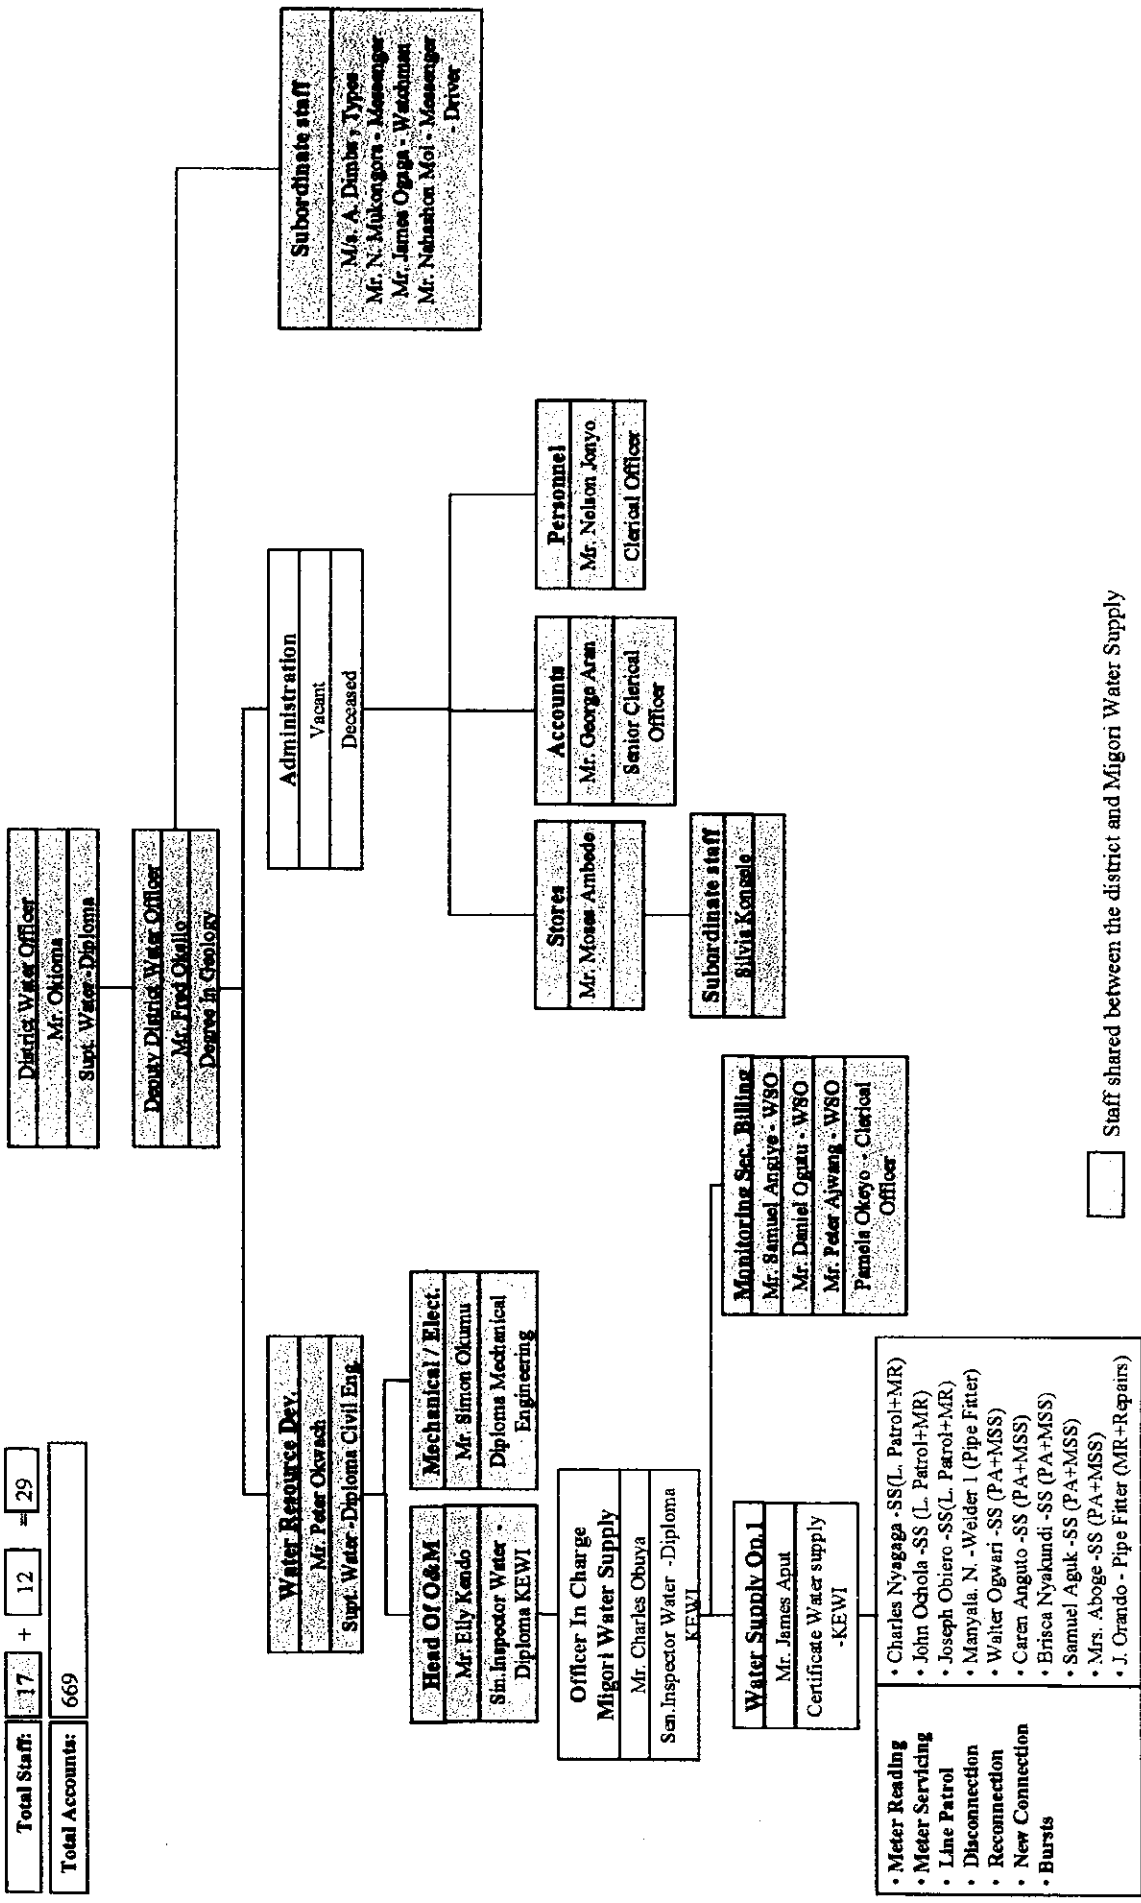 Total Staff: 17 + 12 = 29
Total Accounts: 669
District Water Officer
Mr. Okioma
Supt. Water -Diploma
Deputy District Water Officer
Mr. Fred Okello
Degree in Geology
Subordinate staff
M/s. A. Dimba - Types
Mr. N. Mukongora - Messenger
Mr. James Ogaga - Watchman
Mr. Nahashon Mol - Messenger
- Driver
Water Resource Dev.
Mr. Peter Okwach
Supt. Water -Diploma Civil Eng.
Administration
Vacant
Deceased
Head Of O&M
Mr. Elly Kendo
Sin.Inspector Water -
Diploma KEWI
Mechanical / Elect.
Mr. Simon Okumu
Diploma Mechanical
Engineering
Stores
Mr. Moses Ambede
Accounts
Mr. George Aran
Senior Clerical
Officer
Personnel
Mr. Nelson Jonyo
Clerical Officer
Subordinate staff
Silvia Kongele
Officer In Charge
Migori Water Supply
Mr. Charles Obuya
Sen.Inspector Water -Diploma
KEWI
Water Supply Op.1
Mr. James Aput
Certificate Water supply
-KEWI
Monitoring Sec. Billing
Mr. Samuel Angiye - WSO
Mr. Daniel Ogutu - WSO
Mr. Peter Ajwang - WSO
Pamela Okeyo - Clerical
Officer
• Meter Reading
• Meter Servicing
• Line Patrol
• Disconnection
• Reconnection
• New Connection
• Bursts
• Charles Nyagaga -SS(L. Patrol+MR)
• John Ochola -SS (L. Patrol+MR)
• Joseph Obiero -SS(L. Patrol+MR)
• Manyala. N. -Welder 1 (Pipe Fitter)
• Walter Ogwari -SS (PA+MSS)
• Caren Anguto -SS (PA+MSS)
• Brisca Nyakundi -SS (PA+MSS)
• Samuel Aguk -SS (PA+MSS)
• Mrs. Aboge -SS (PA+MSS)
• J. Orando - Pipe Fitter (MR+Repairs)
Staff shared between the district and Migori Water Supply